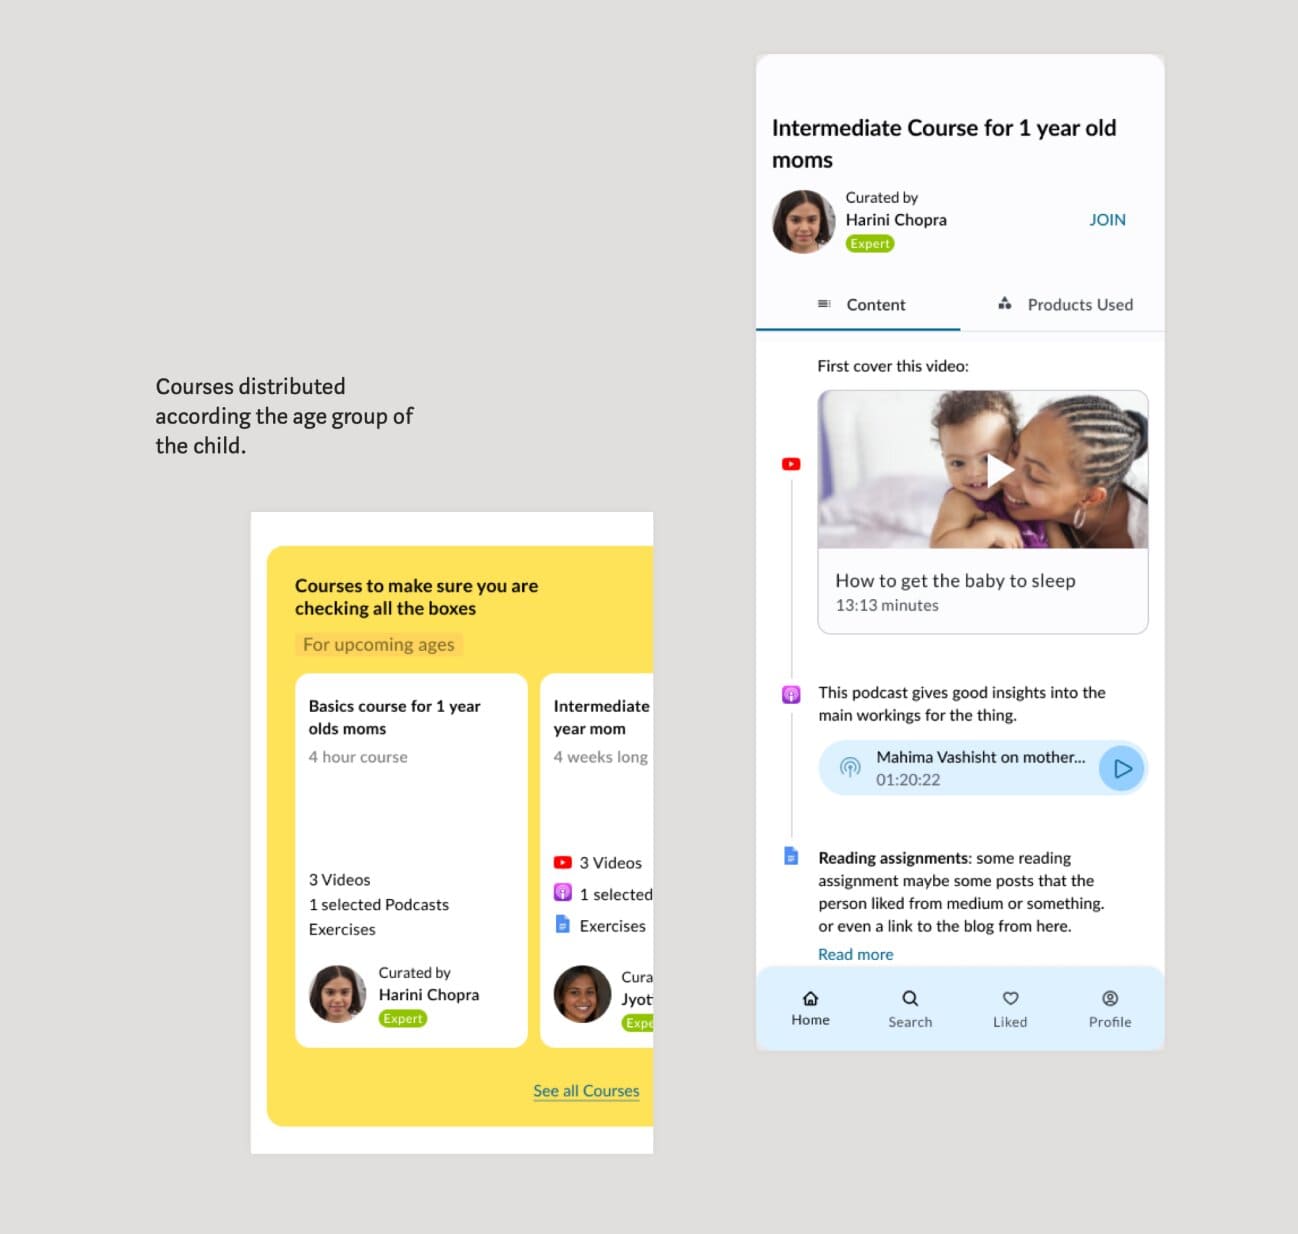 Intermediate Course for 1 year old
moms
Curated by
Harini Chopra
Expert
JOIN
Content
Products Used
First cover this video:
How to get the baby to sleep
13:13 minutes
This podcast gives good insights into the
main workings for the thing.
Mahima Vashisht on mother...
01:20:22
Reading assignments: some reading
assignment maybe some posts that the
person liked from medium or something.
or even a link to the blog from here.
Read more
Home
Search
Liked
Profile
Courses distributed
according the age group of
the child.
Courses to make sure you are
checking all the boxes
For upcoming ages
Basics course for 1 year
olds moms
4 hour course
3 Videos
1 selected Podcasts
Exercises
Curated by
Harini Chopra
Expert
Intermediate
year mom
4 weeks long
3 Videos
1 selected
Exercises
Cura
Jyot
Expe
See all Courses